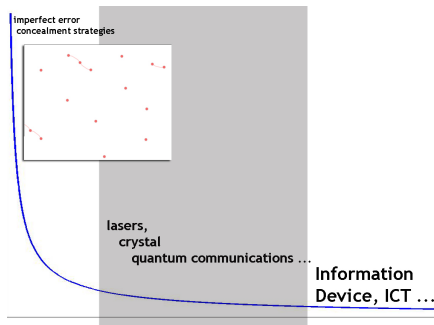 imperfect error
concealment strategies
lasers,
crystal
quantum communications ...
Information
Device, ICT ...